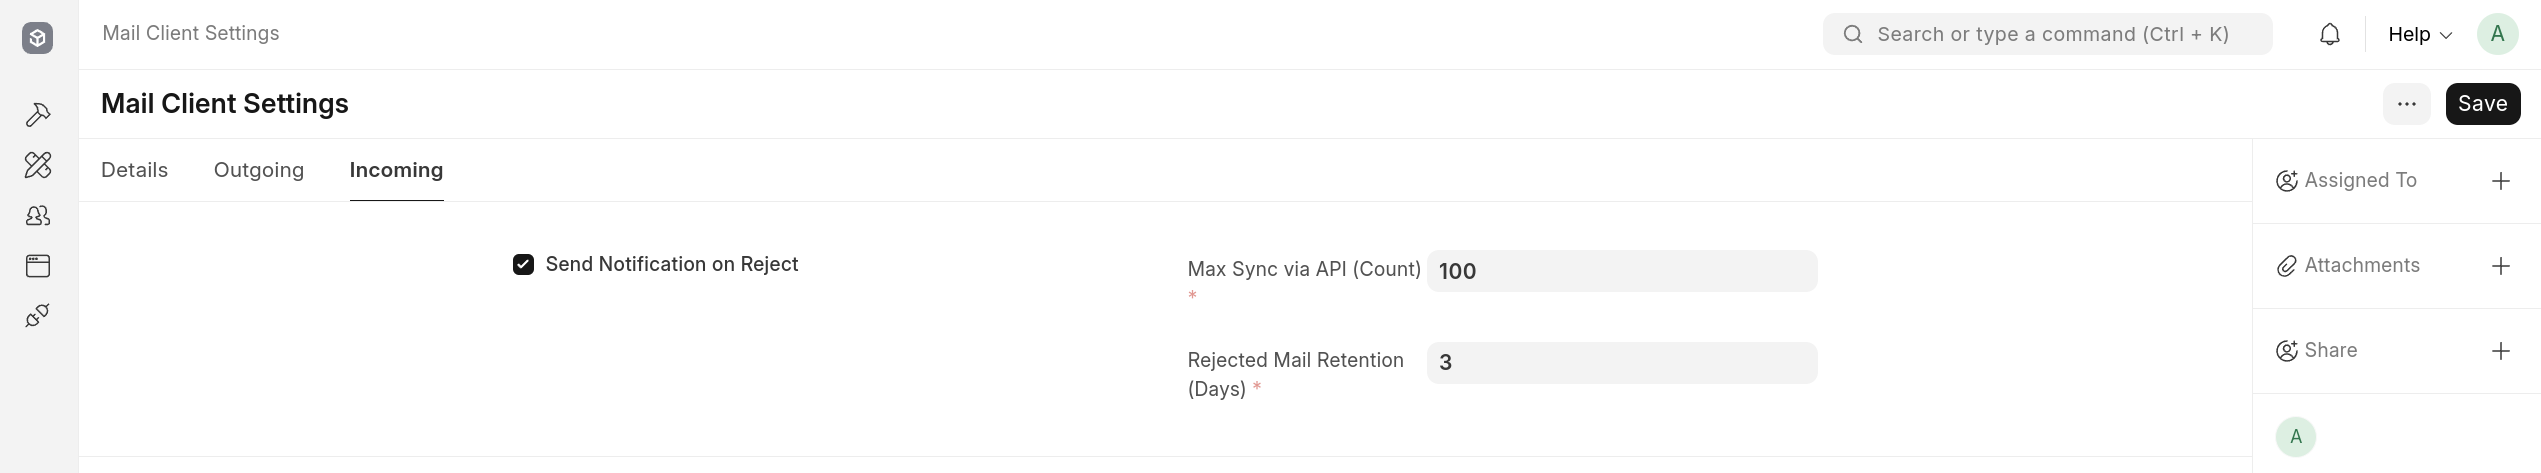 Mail Client Settings
Search or type a command (Ctrl + K)
Help
A
Mail Client Settings
...
Save
Details
Outgoing
Incoming
Assigned To
Send Notification on Reject
Max Sync via API (Count)
*
100
Attachments
Rejected Mail Retention
(Days) *
3
Share
A